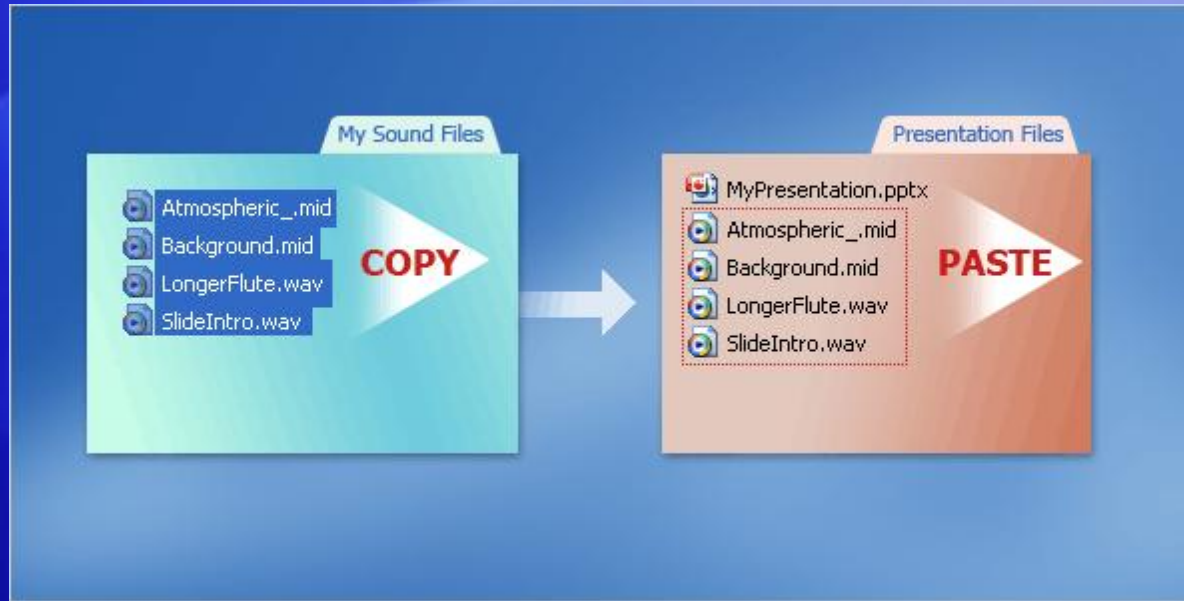 My Sound Files
Atmospheric_.mid
Background.mid
LongerFlute.wav
SlideIntro.wav
COPY
Presentation Files
MyPresentation.pptx
Atmospheric_.mid
Background.mid
LongerFlute.wav
SlideIntro.wav
PASTE